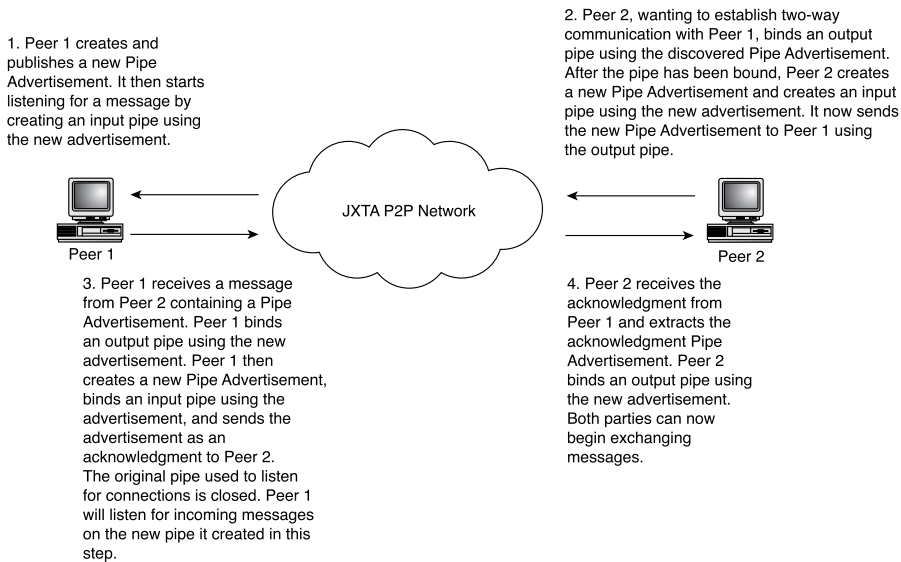 1. Peer 1 creates and
publishes a new Pipe
Advertisement. It then starts
listening for a message by
creating an input pipe using
the new advertisement.
2. Peer 2, wanting to establish two-way
communication with Peer 1, binds an output
pipe using the discovered Pipe Advertisement.
After the pipe has been bound, Peer 2 creates
a new Pipe Advertisement and creates an input
pipe using the new advertisement. It now sends
the new Pipe Advertisement to Peer 1 using
the output pipe.
JXTA P2P Network
Peer 1
Peer 2
3. Peer 1 receives a message
from Peer 2 containing a Pipe
Advertisement. Peer 1 binds
an output pipe using the new
advertisement. Peer 1 then
creates a new Pipe Advertisement,
binds an input pipe using the
advertisement, and sends the
advertisement as an
acknowledgment to Peer 2.
The original pipe used to listen
for connections is closed. Peer 1
will listen for incoming messages
on the new pipe it created in this
step.
4. Peer 2 receives the
acknowledgment from
Peer 1 and extracts the
acknowledgment Pipe
Advertisement. Peer 2
binds an output pipe using
the new advertisement.
Both parties can now
begin exchanging
messages.